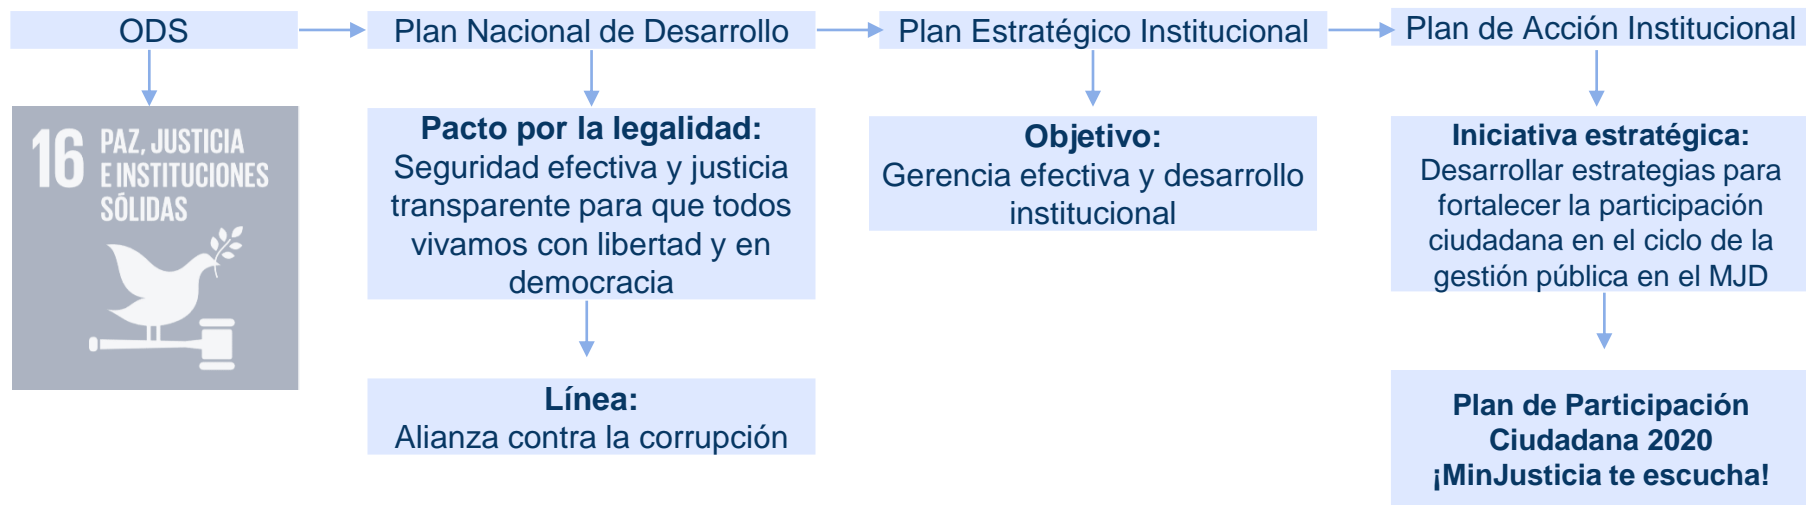 ODS
Plan Nacional de Desarrollo
Plan Estratégico Institucional
Plan de Acción Institucional
16 PAZ, JUSTICIA
E INSTITUCIONES
SÓLIDAS
Pacto por la legalidad:
Seguridad efectiva y justicia
transparente para que todos
vivamos con libertad y en
democracia
Línea:
Alianza contra la corrupción
Objetivo:
Gerencia efectiva y desarrollo
institucional
Iniciativa estratégica:
Desarrollar estrategias para
fortalecer la participación
ciudadana en el ciclo de la
gestión pública en el MJD
Plan de Participación
Ciudadana 2020
¡MinJusticia te escucha!